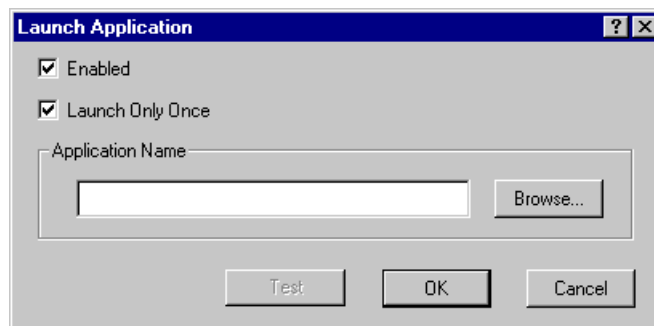 Launch Application
Enabled
Launch Only Once
Application Name
Browse...
Test OK Cancel